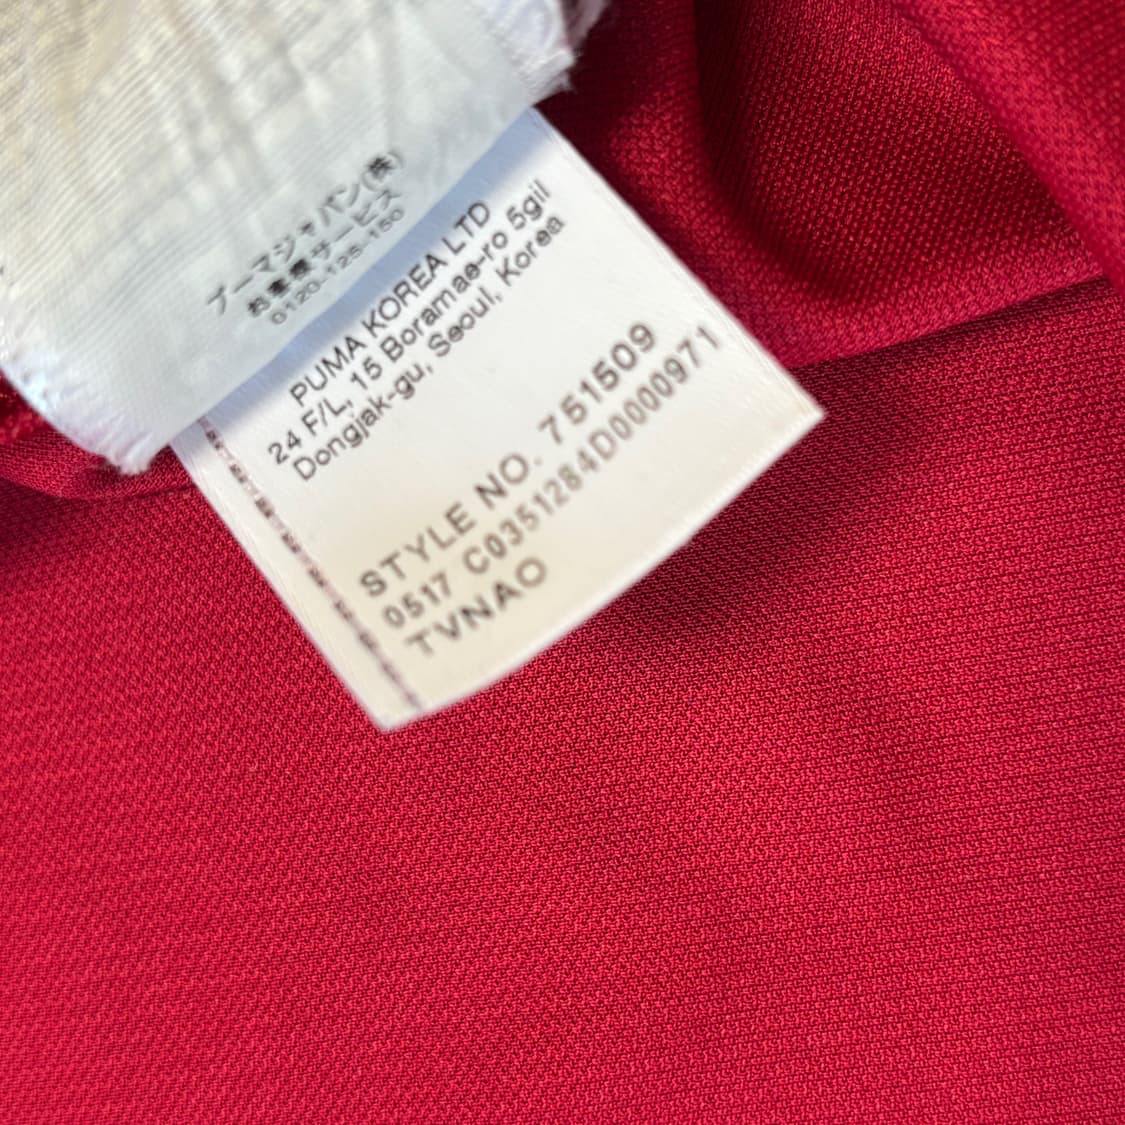 プーマジャパン(株)
お客様サービス
0120-125-150
PUMA KOREA LTD
24 F/L, 15 Boramae-ro 5gil
Dongjak-gu, Seoul, Korea
STYLE NO. 751509
0517 C0351284D0000971
TVNAO